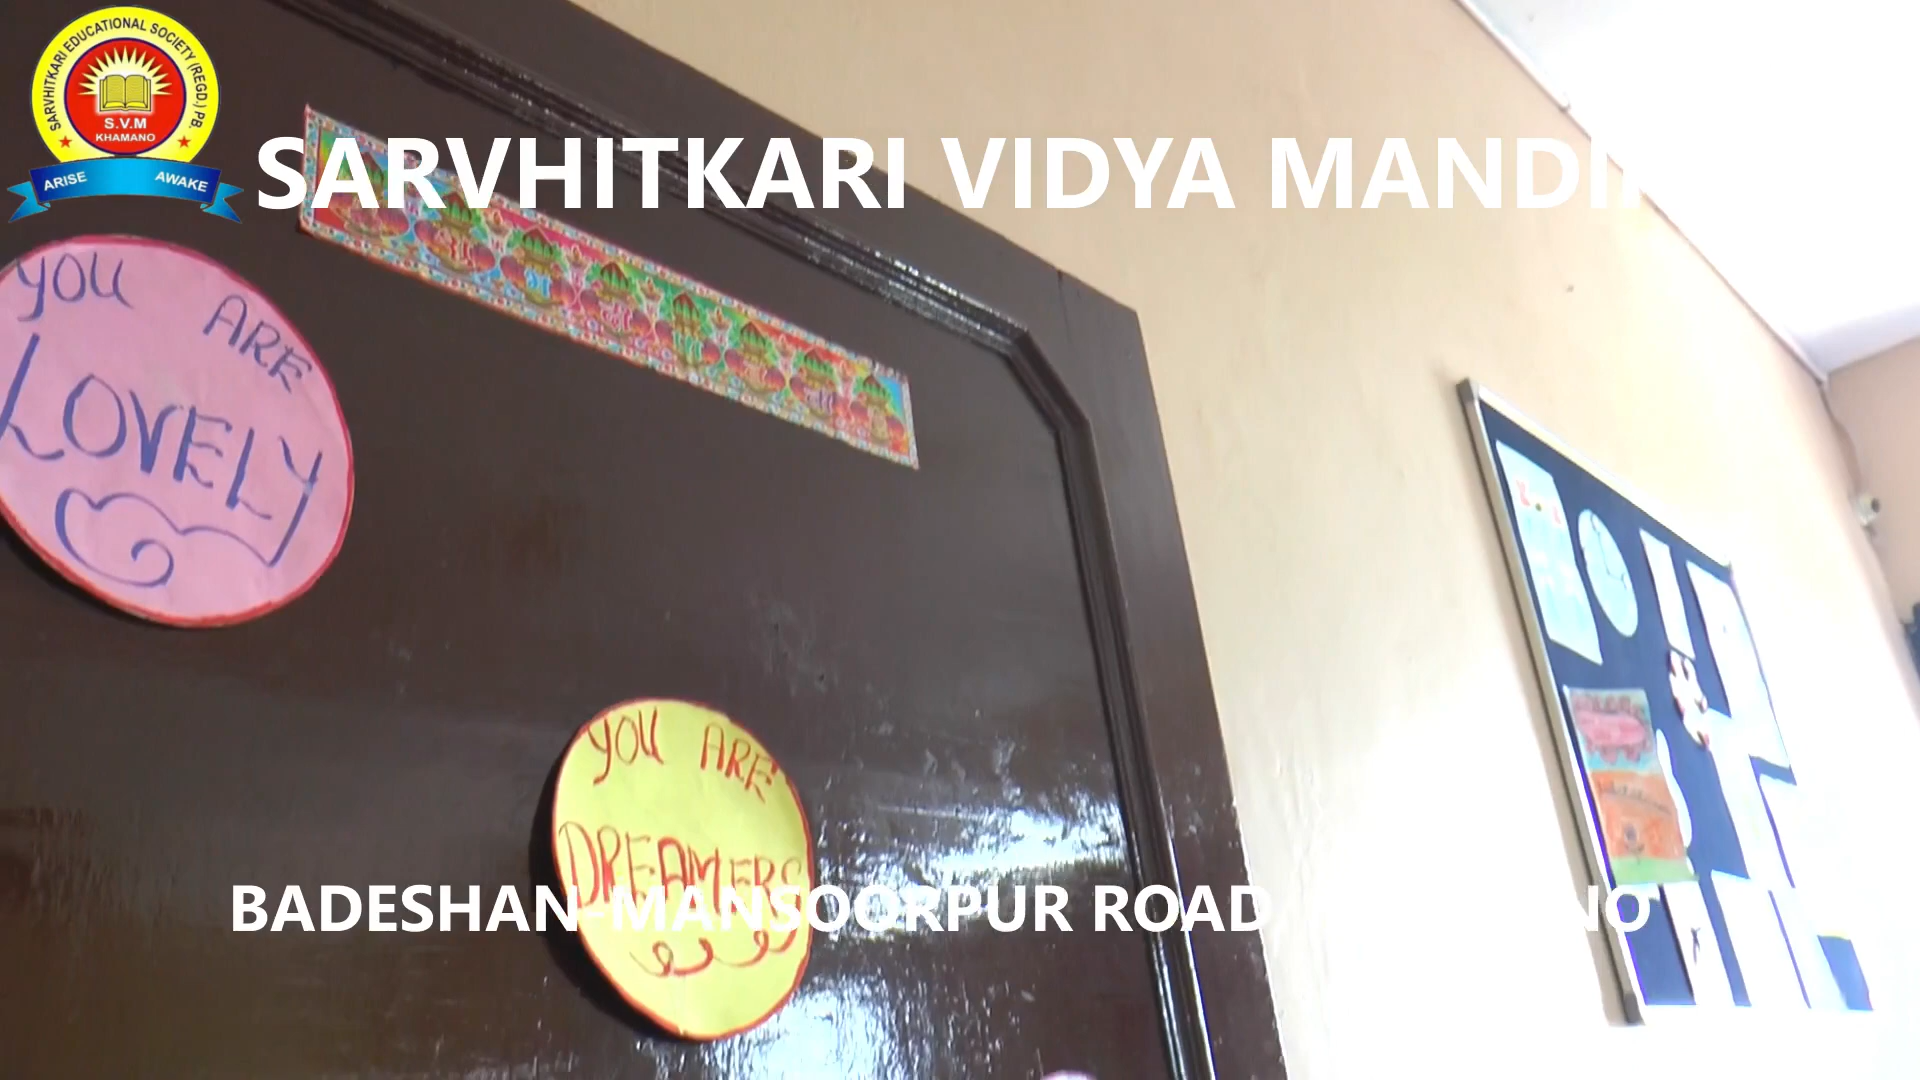 SARVHITKARI EDUCATIONAL SOCIETY (REGD.) PB.
S.V.M
KHAMANO
ARISE AWAKE
SARVHITKARI VIDYA MANDI
YOU ARE
LOVELY
YOU ARE
DREAMERS
BADESHAN-MANSOORPUR ROAD NO